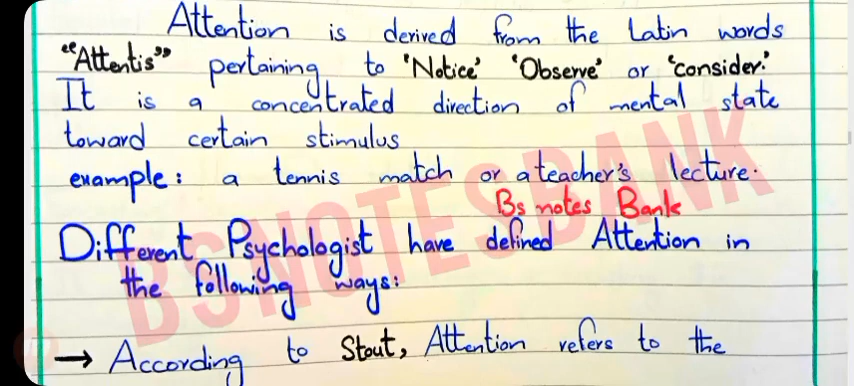 Attention is derived from the Latin words
"Attentis" pertaining to 'Notice' 'Observe' or 'consider.'
It is a concentrated direction of mental state
toward certain stimulus
example: a tennis match or a teacher's lecture.
Bs notes Bank
Different Psychologist have defined Attention in
the following ways:
→ According to Stout, Attention refers to the
BSNOTESBANK